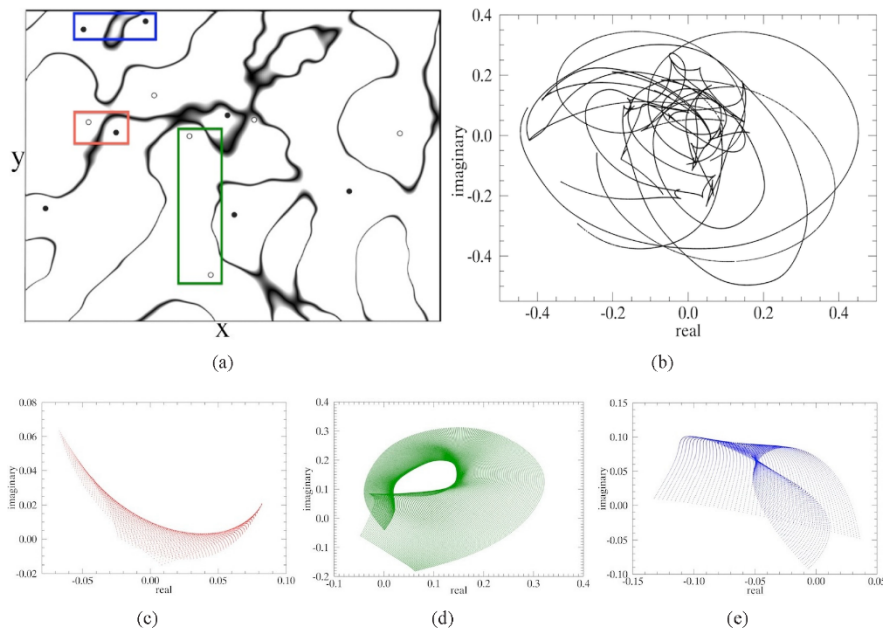 y
x
(a)
imaginary
0.4
0.2
0.0
-0.2
-0.4
-0.4 -0.2 0.0 0.2 0.4
real
(b)
imaginary
0.08
0.06
0.04
0.02
0.00
-0.02
-0.05 0.00 0.05 0.10
real
(c)
imaginary
0.4
0.3
0.2
0.1
0.0
0.1
-0.2
-0.1 0.0 0.1 0.2 0.3 0.4
real
(d)
imaginary
0.15
0.10
0.05
0.00
-0.05
-0.10
-0.15 -0.10 -0.05 0.00 0.05
real
(e)